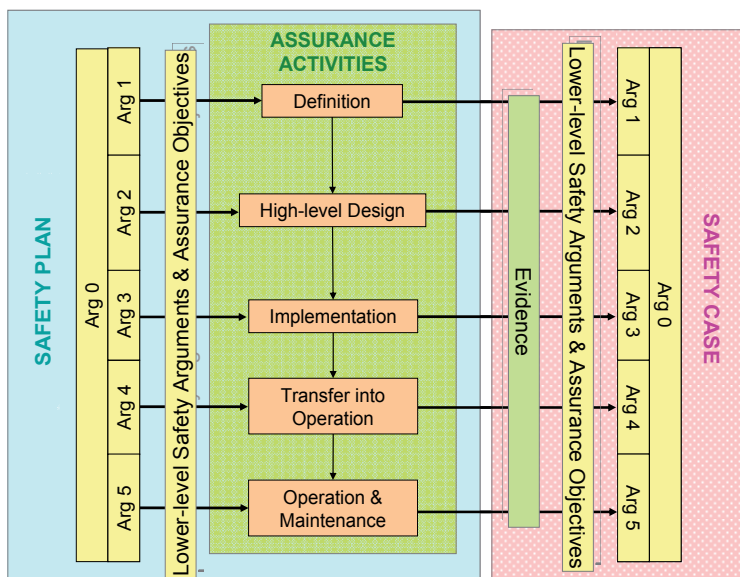 SAFETY PLAN
Arg 0
Arg 1
Arg 2
Arg 3
Arg 4
Arg 5
Lower-level Safety Arguments & Assurance Objectives
ASSURANCE
ACTIVITIES
Definition
High-level Design
Implementation
Transfer into
Operation
Operation &
Maintenance
Evidence
Lower-level Safety Arguments & Assurance Objectives
Arg 1
Arg 2
Arg 3
Arg 4
Arg 5
Arg 0
SAFETY CASE